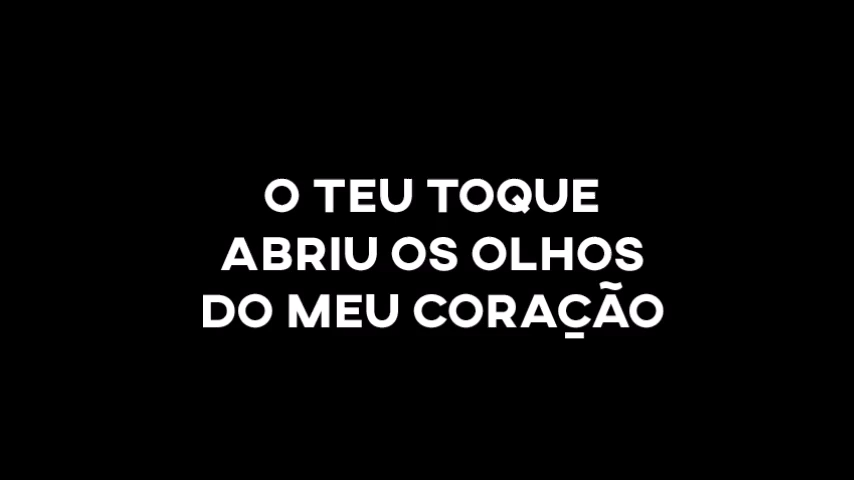 O TEU TOQUE
ABRIU OS OLHOS
DO MEU CORAÇÃO